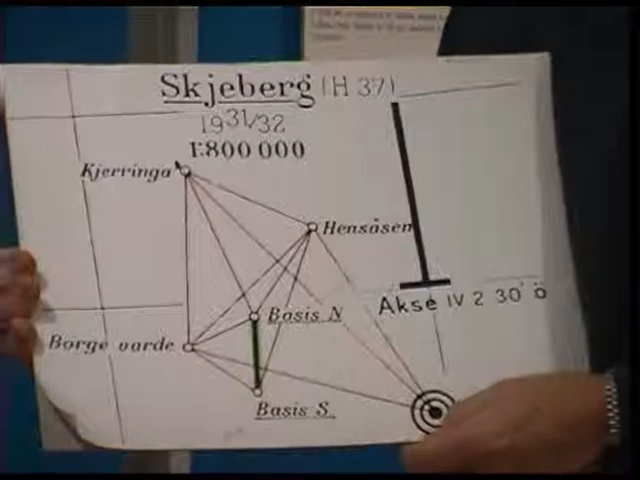 Skjeberg (H 37)
1931/32
1:800 000
Kjerringa
Hensåsen
Akse IV 2 30' ö
Basis N
Borge varde
Basis S.